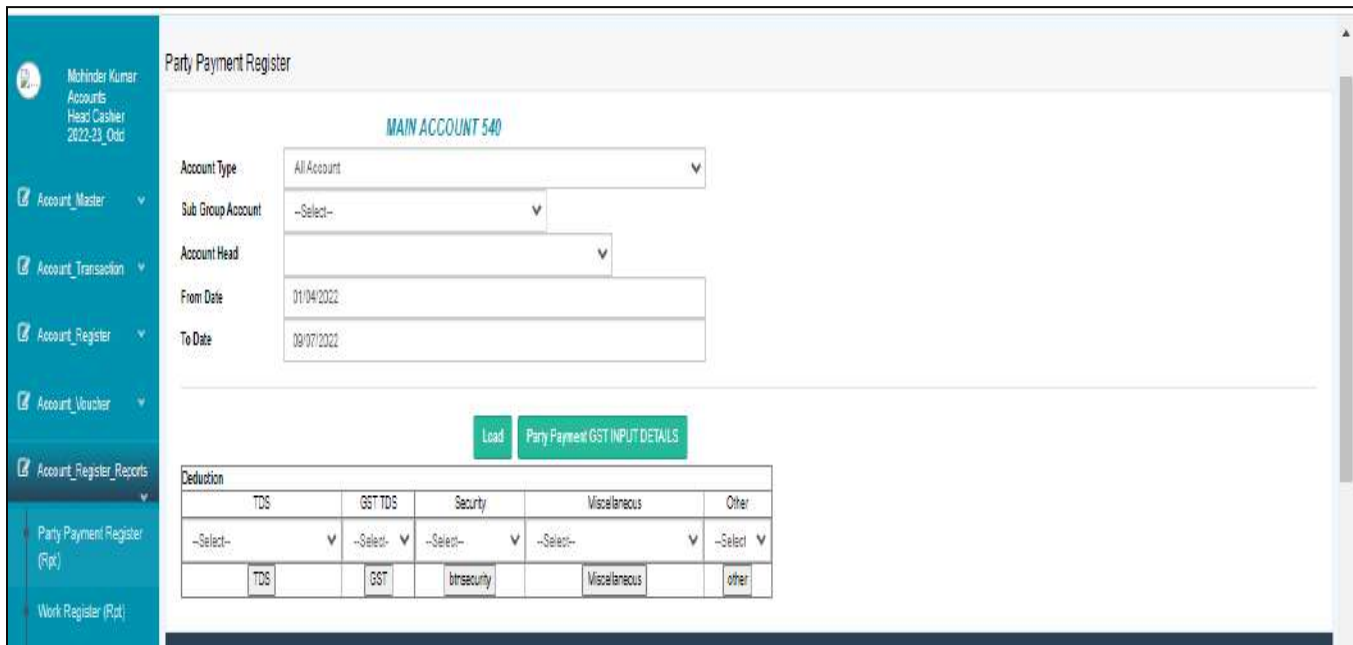 Mohinder Kumar
Accounts
Head Cashier
2022-23_Odd
Account_Master
Account_Transaction
Account_Register
Account_Voucher
Account_Register_Reports
Party Payment Register
(Rpt)
Work Register (Rpt)
Party Payment Register
MAIN ACCOUNT 540
Account Type
All Account
Sub Group Account
--Select--
Account Head
From Date
01/04/2022
To Date
09/07/2022
Load
Party Payment GST INPUT DETAILS
Deduction
TDS
GST TDS
Security
Miscellaneous
Other
--Select--
--Select-
--Select--
--Select--
--Select
TDS
GST
btnsecurity
Miscellaneous
other